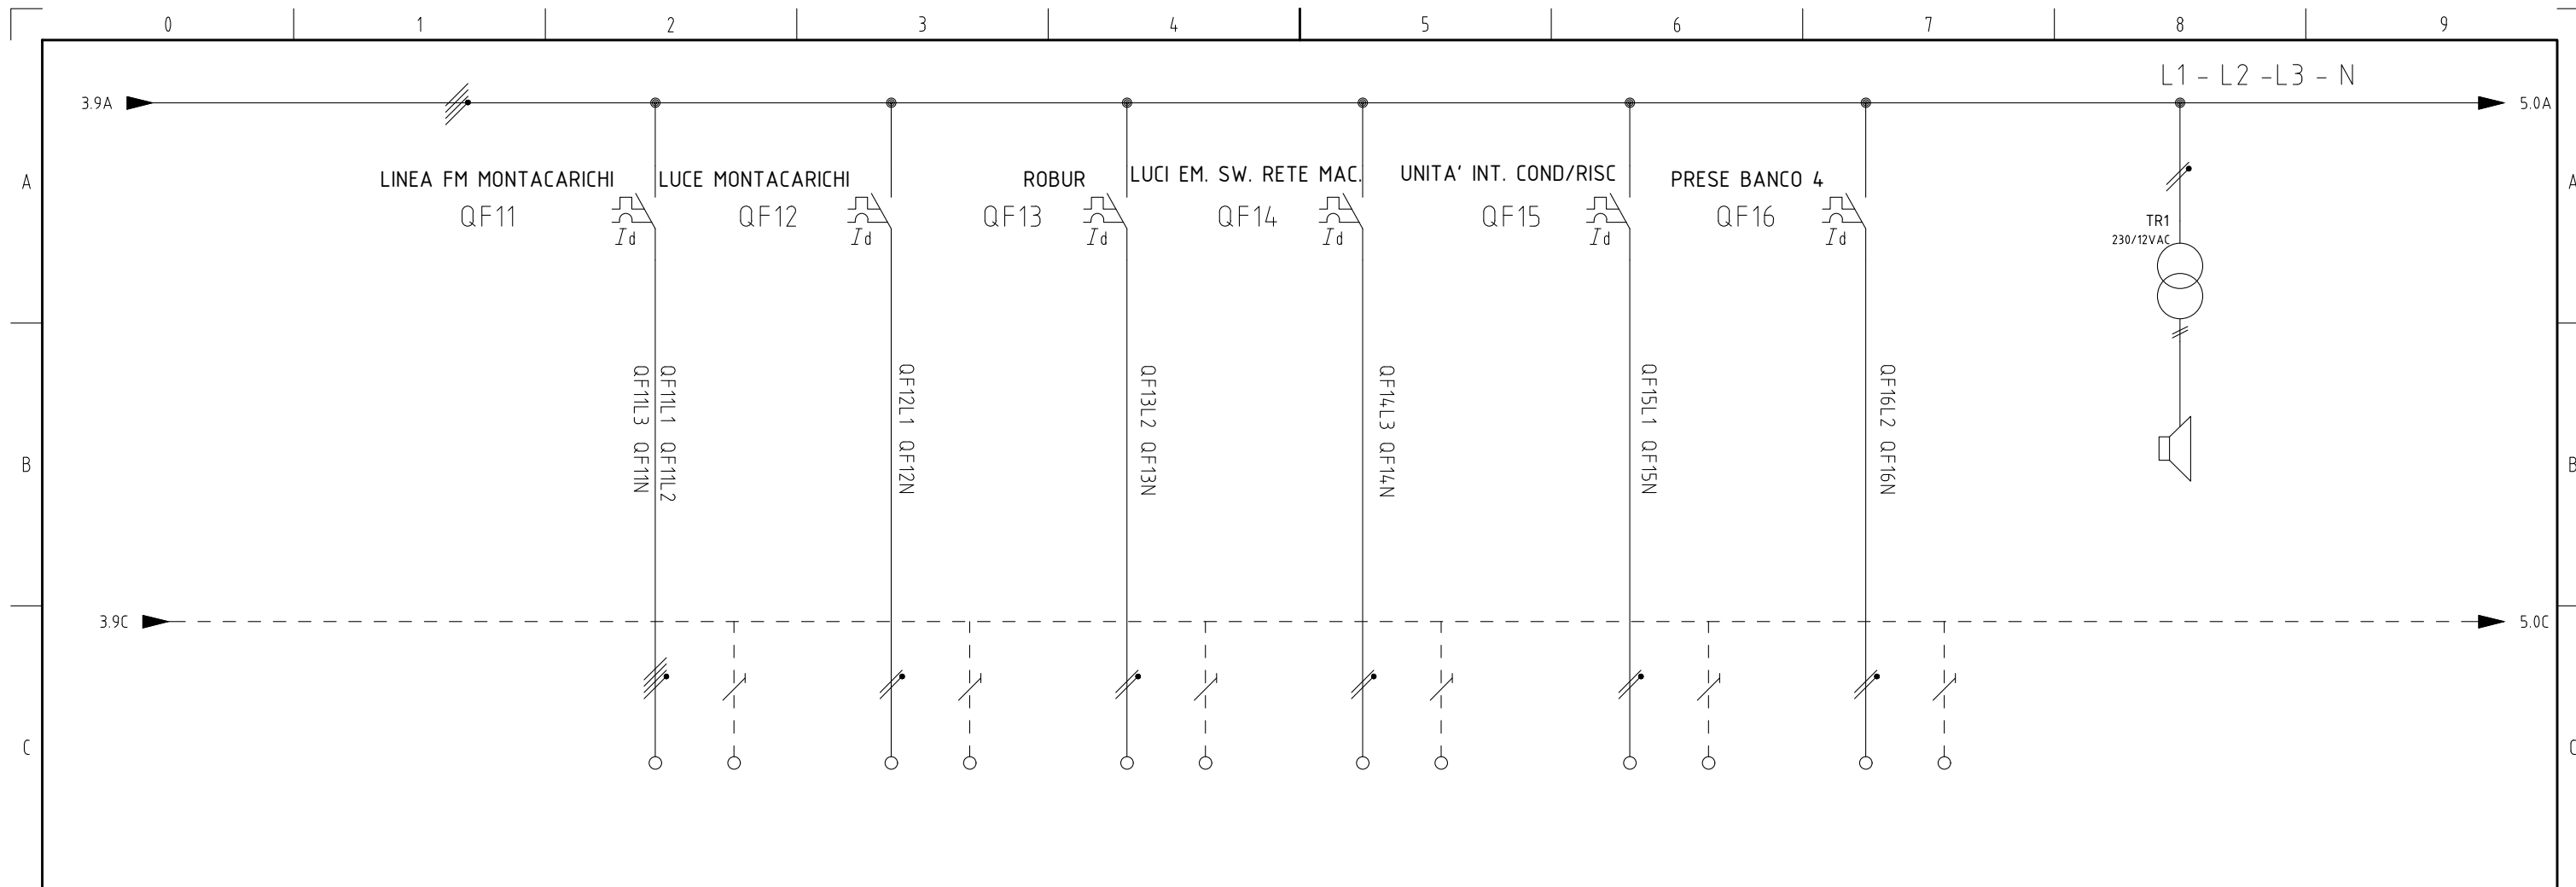 0 1 2 3 4 5 6 7 8 9
L1 - L2 -L3 - N
3.9A 5.0A
A A
LINEA FM MONTACARICHI LUCE MONTACARICHI ROBUR LUCI EM. SW. RETE MAC. UNITA' INT. COND/RISC PRESE BANCO 4
QF11 QF12 QF13 QF14 QF15 QF16
Id Id Id Id Id Id
TR1
230/12VAC
QF11L3 QF11N
QF11L1 QF11L2
QF12L1 QF12N
QF13L2 QF13N
QF14L3 QF14N
QF15L1 QF15N
QF16L2 QF16N
B B
3.9C 5.0C
C C